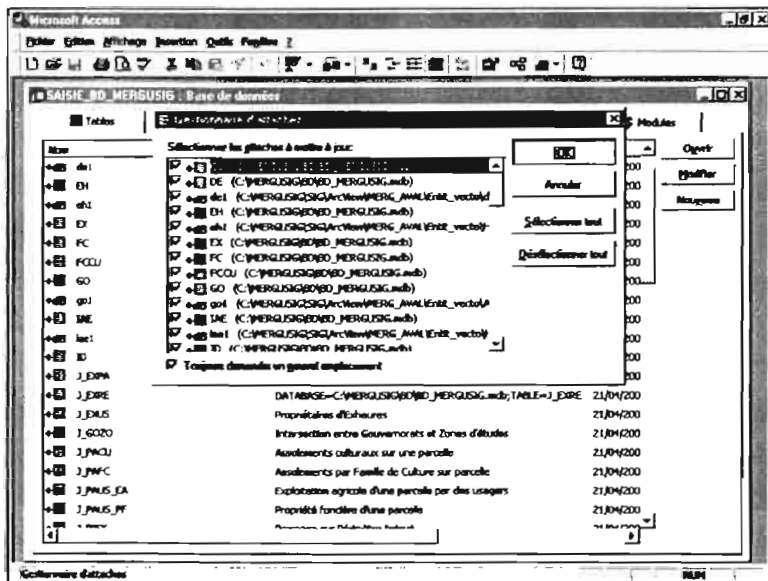 Microsoft Access
Fichier Edition Affichage Insertion Outils Fenêtre ?
SAISIE_BD_MERGUSIG : Base de données
Tables
Modules
Gestionnaire d'attaches
Sélectionner les attaches à mettre à jour:
DE (C:\MERGUSIG\BD\BD_MERGUSIG.mdb)
de1 (C:\MERGUSIG\SIG\ArcView\MERG_AVAL\Entit_vecto\d
EH (C:\MERGUSIG\BD\BD_MERGUSIG.mdb)
eh1 (C:\MERGUSIG\SIG\ArcView\MERG_AVAL\Entit_vecto\
EX (C:\MERGUSIG\BD\BD_MERGUSIG.mdb)
FC (C:\MERGUSIG\BD\BD_MERGUSIG.mdb)
FCCU (C:\MERGUSIG\BD\BD_MERGUSIG.mdb)
GO (C:\MERGUSIG\BD\BD_MERGUSIG.mdb)
go1 (C:\MERGUSIG\SIG\ArcView\MERG_AVAL\Entit_vecto\
IAE (C:\MERGUSIG\BD\BD_MERGUSIG.mdb)
iae1 (C:\MERGUSIG\SIG\ArcView\MERG_AVAL\Entit_vecto\
ID (C:\MERGUSIG\BD\BD_MERGUSIG.mdb)
Toujours demander un nouvel emplacement
OK
Annuler
Sélectionner tout
Désélectionner tout
Ouvrir
Modifier
Nouveau
Nom
de1
EH
eh1
EX
FC
FCCU
GO
go1
IAE
iae1
ID
J_EXPA
J_EXRE DATABASE=C:\MERGUSIG\BD\BD_MERGUSIG.mdb;TABLE=J_EXRE 21/04/200
J_EXUS Propriétaires d'Exheures 21/04/200
J_GOZO Intersection entre Gouvernorats et Zones d'études 21/04/200
J_PACU Assolements culturaux sur une parcelle 21/04/200
J_PAFC Assolements par Famille de Culture sur parcelle 21/04/200
J_PAUS_EA Exploitation agricole d'une parcelle par des usagers 21/04/200
J_PAUS_PF Propriété foncière d'une parcelle 21/04/200
Gestionnaire d'attaches
NUM